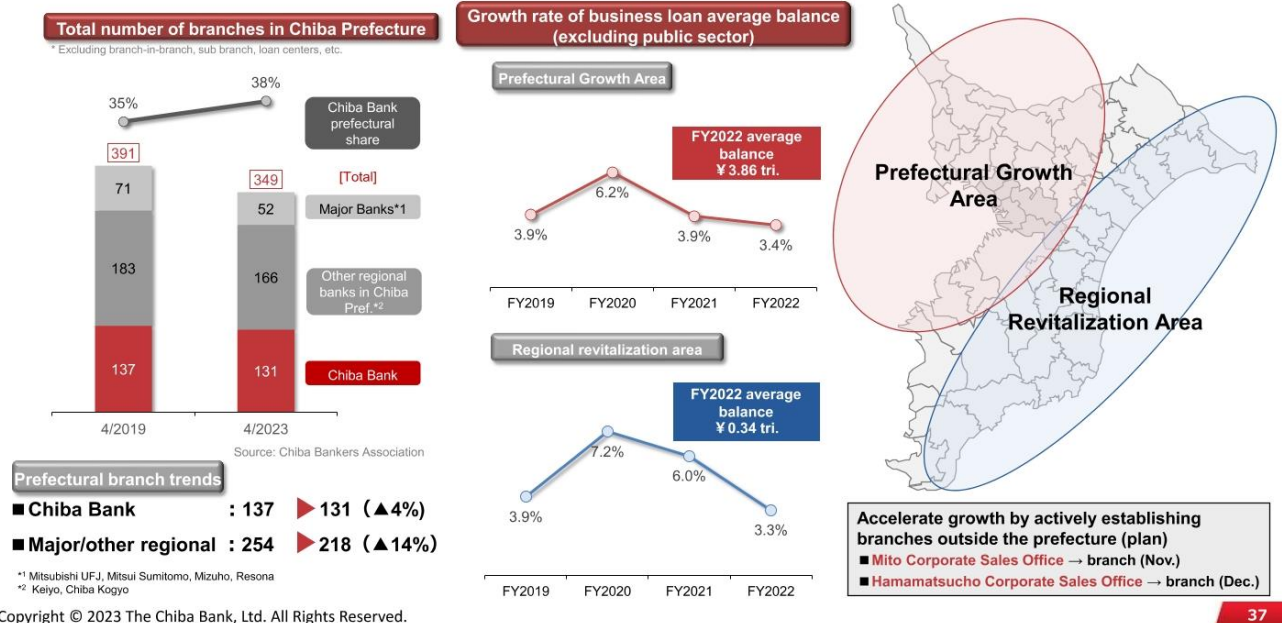 Total number of branches in Chiba Prefecture
* Excluding branch-in-branch, sub branch, loan centers, etc.
35%
38%
Chiba Bank
prefectural
share
391
349
[Total]
71
52
Major Banks*1
183
166
Other regional
banks in Chiba
Pref.*2
137
131
Chiba Bank
4/2019
4/2023
Source: Chiba Bankers Association
Prefectural branch trends
■ Chiba Bank : 137 ▶ 131 (▲4%)
■ Major/other regional : 254 ▶ 218 (▲14%)
*1 Mitsubishi UFJ, Mitsui Sumitomo, Mizuho, Resona
*2 Keiyo, Chiba Kogyo
Growth rate of business loan average balance
(excluding public sector)
Prefectural Growth Area
FY2022 average
balance
¥3.86 tri.
3.9%
6.2%
3.9%
3.4%
FY2019 FY2020 FY2021 FY2022
Regional revitalization area
FY2022 average
balance
¥0.34 tri.
3.9%
7.2%
6.0%
3.3%
FY2019 FY2020 FY2021 FY2022
Prefectural Growth
Area
Regional
Revitalization Area
Accelerate growth by actively establishing
branches outside the prefecture (plan)
■ Mito Corporate Sales Office → branch (Nov.)
■ Hamamatsucho Corporate Sales Office → branch (Dec.)
Copyright © 2023 The Chiba Bank, Ltd. All Rights Reserved.
37